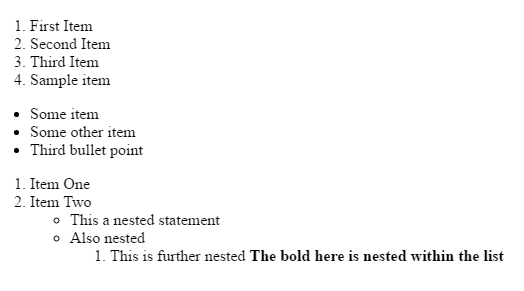 1. First Item
2. Second Item
3. Third Item
4. Sample item
• Some item
• Some other item
• Third bullet point
1. Item One
2. Item Two
◦ This a nested statement
◦ Also nested
1. This is further nested The bold here is nested within the list